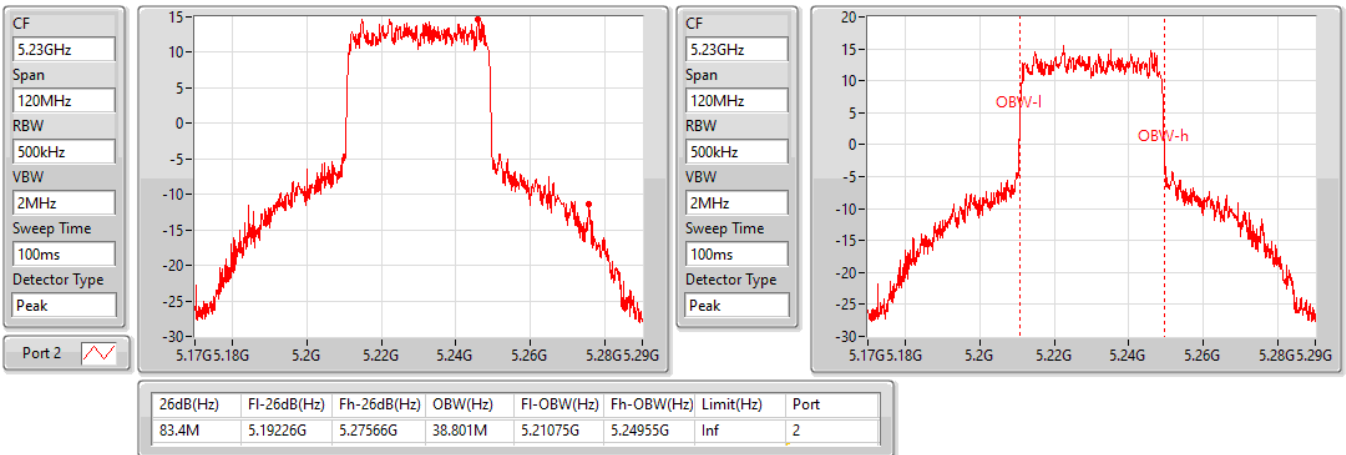 CF
5.23GHz
Span
120MHz
RBW
500kHz
VBW
2MHz
Sweep Time
100ms
Detector Type
Peak
Port 2
15
10
5
0
-5
-10
-15
-20
-25
-30
5.17G 5.18G 5.2G 5.22G 5.24G 5.26G 5.28G 5.29G
CF
5.23GHz
Span
120MHz
RBW
500kHz
VBW
2MHz
Sweep Time
100ms
Detector Type
Peak
20
15
10
5
0
-5
-10
-15
-20
-25
-30
OBW-l
OBW-h
5.17G 5.18G 5.2G 5.22G 5.24G 5.26G 5.28G 5.29G
26dB(Hz) Fl-26dB(Hz) Fh-26dB(Hz) OBW(Hz) Fl-OBW(Hz) Fh-OBW(Hz) Limit(Hz) Port
83.4M 5.19226G 5.27566G 38.801M 5.21075G 5.24955G Inf 2